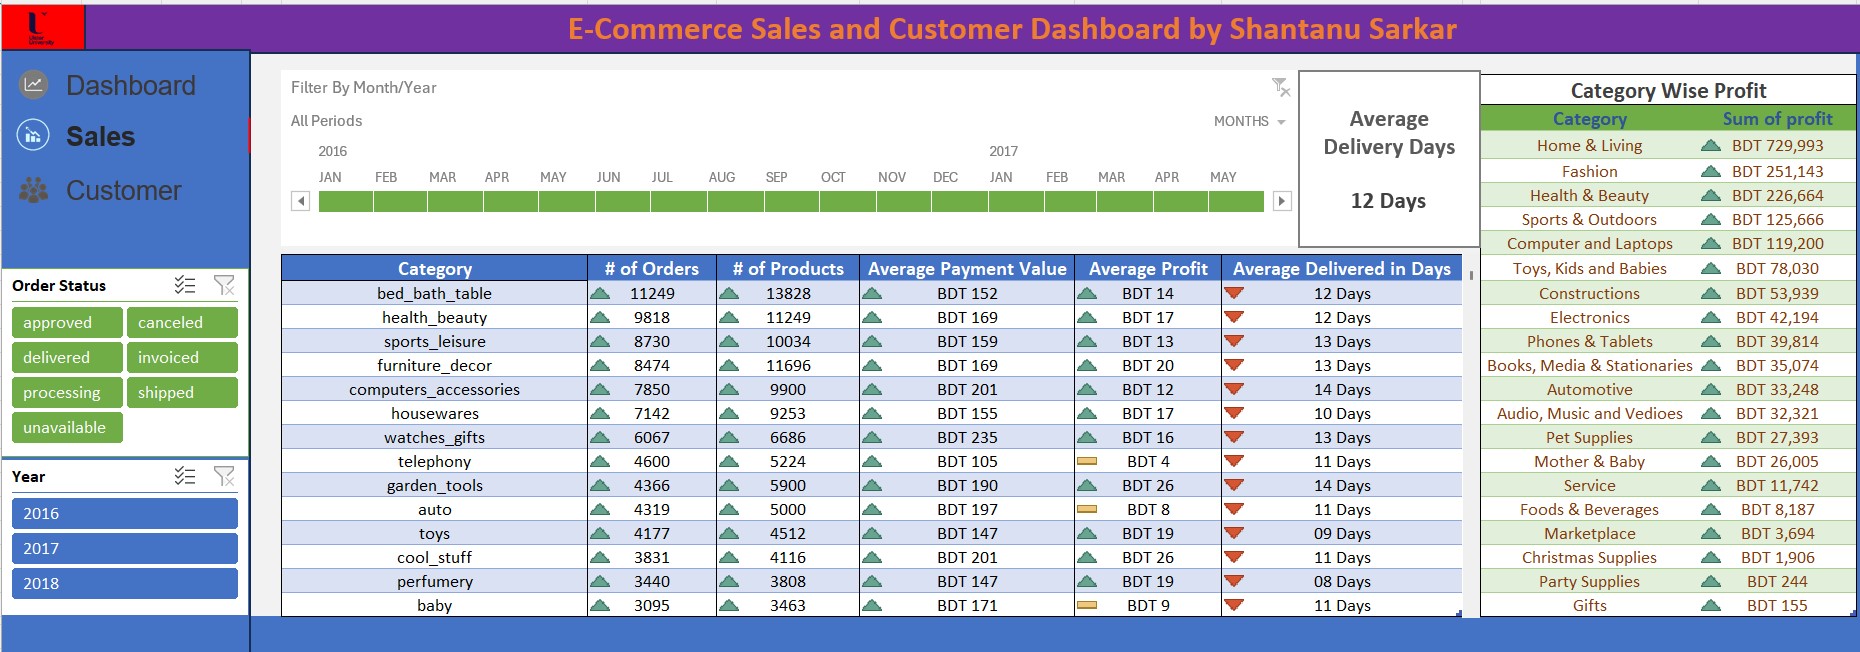 E-Commerce Sales and Customer Dashboard by Shantanu Sarkar
Dashboard
Sales
Customer
Order Status
approved canceled
delivered invoiced
processing shipped
unavailable
Year
2016
2017
2018
Filter By Month/Year
All Periods MONTHS
2016 2017
JAN FEB MAR APR MAY JUN JUL AUG SEP OCT NOV DEC JAN FEB MAR APR MAY
Average
Delivery Days
12 Days
Category # of Orders # of Products Average Payment Value Average Profit Average Delivered in Days
bed_bath_table 11249 13828 BDT 152 BDT 14 12 Days
health_beauty 9818 11249 BDT 169 BDT 17 12 Days
sports_leisure 8730 10034 BDT 159 BDT 13 13 Days
furniture_decor 8474 11696 BDT 169 BDT 20 13 Days
computers_accessories 7850 9900 BDT 201 BDT 12 14 Days
housewares 7142 9253 BDT 155 BDT 17 10 Days
watches_gifts 6067 6686 BDT 235 BDT 16 13 Days
telephony 4600 5224 BDT 105 BDT 4 11 Days
garden_tools 4366 5900 BDT 190 BDT 26 14 Days
auto 4319 5000 BDT 197 BDT 8 11 Days
toys 4177 4512 BDT 147 BDT 19 09 Days
cool_stuff 3831 4116 BDT 201 BDT 26 11 Days
perfumery 3440 3808 BDT 147 BDT 19 08 Days
baby 3095 3463 BDT 171 BDT 9 11 Days
Category Wise Profit
Category Sum of profit
Home & Living BDT 729,993
Fashion BDT 251,143
Health & Beauty BDT 226,664
Sports & Outdoors BDT 125,666
Computer and Laptops BDT 119,200
Toys, Kids and Babies BDT 78,030
Constructions BDT 53,939
Electronics BDT 42,194
Phones & Tablets BDT 39,814
Books, Media & Stationaries BDT 35,074
Automotive BDT 33,248
Audio, Music and Vedioes BDT 32,321
Pet Supplies BDT 27,393
Mother & Baby BDT 26,005
Service BDT 11,742
Foods & Beverages BDT 8,187
Marketplace BDT 3,694
Christmas Supplies BDT 1,906
Party Supplies BDT 244
Gifts BDT 155